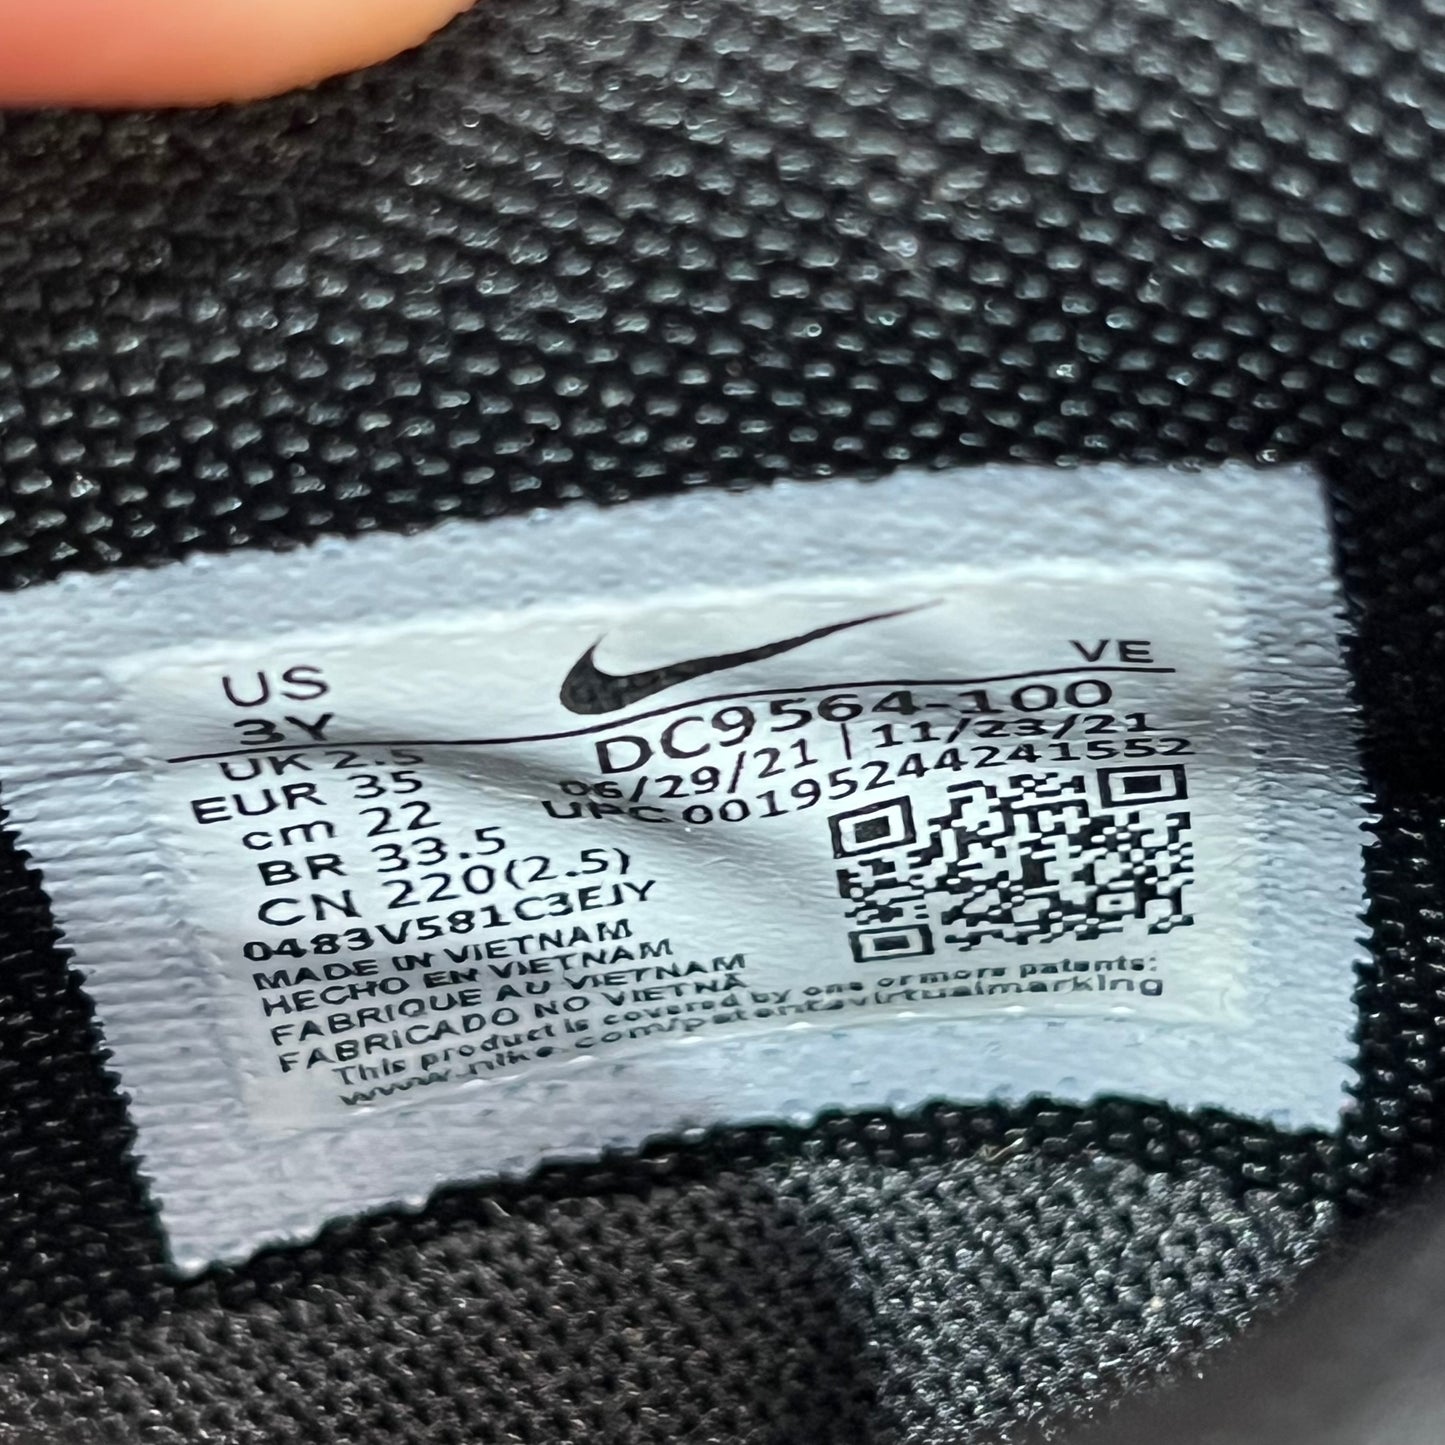 US
3Y
UK 2.5
EUR 35
cm 22
BR 33.5
CN 220(2.5)
0483V581C3EJY
MADE IN VIETNAM
HECHO EN VIETNAM
FABRIQUE AU VIETNAM
FABRICADO NO VIETNÃ
This product is covered by one or more patents:
www.nike.com/patentsvirtualmarking
VE
DC9564-100
06/29/21 | 11/23/21
UPC 00195244241552